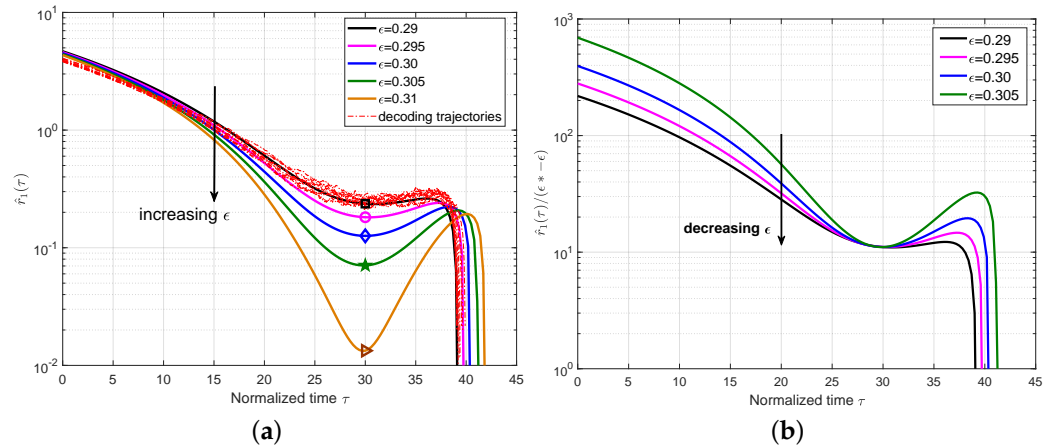 10^1
10^0
10^-1
10^-2
r̂₁(τ)
ϵ=0.29
ϵ=0.295
ϵ=0.30
ϵ=0.305
ϵ=0.31
decoding trajectories
increasing ϵ
0 5 10 15 20 25 30 35 40 45
Normalized time τ
(a)
10^3
10^2
10^1
10^0
r̂₁(τ)/(ϵ*−ϵ)
ϵ=0.29
ϵ=0.295
ϵ=0.30
ϵ=0.305
decreasing ϵ
0 5 10 15 20 25 30 35 40 45
Normalized time τ
(b)